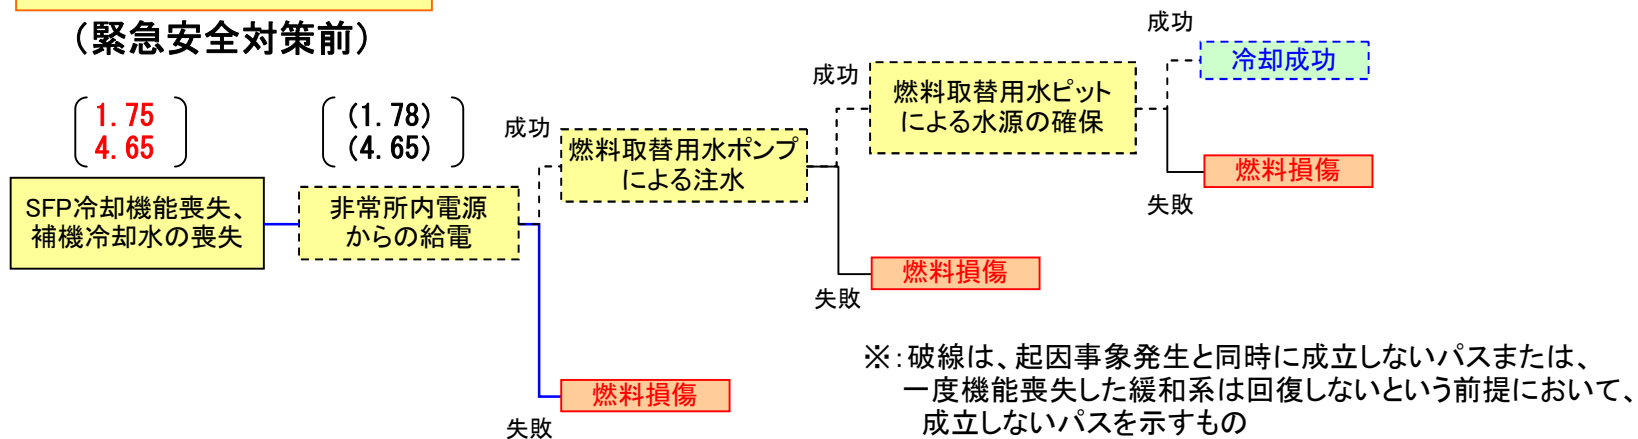 （緊急安全対策前）
1.75
4.65
(1.78)
(4.65)
SFP冷却機能喪失、
補機冷却水の喪失
非常所内電源
からの給電
成功
失敗
燃料損傷
燃料取替用水ポンプ
による注水
成功
失敗
燃料損傷
燃料取替用水ピット
による水源の確保
成功
冷却成功
燃料損傷
失敗
※：破線は、起因事象発生と同時に成立しないパスまたは、
一度機能喪失した緩和系は回復しないという前提において、
成立しないパスを示すもの